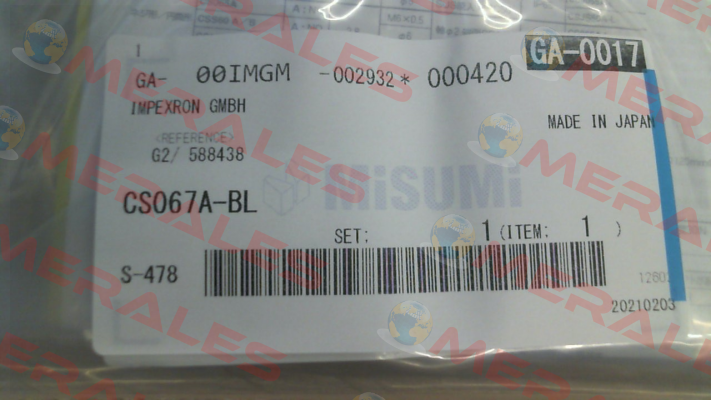 GA-0017
1
GA- 00IMGM -002932* 000420
IMPEXRON GMBH
MADE IN JAPAN
<REFERENCE>
G2/ 588438
MiSUMi
CS067A-BL
SET: 1 (ITEM: 1 )
S-478
20210203
MERALES